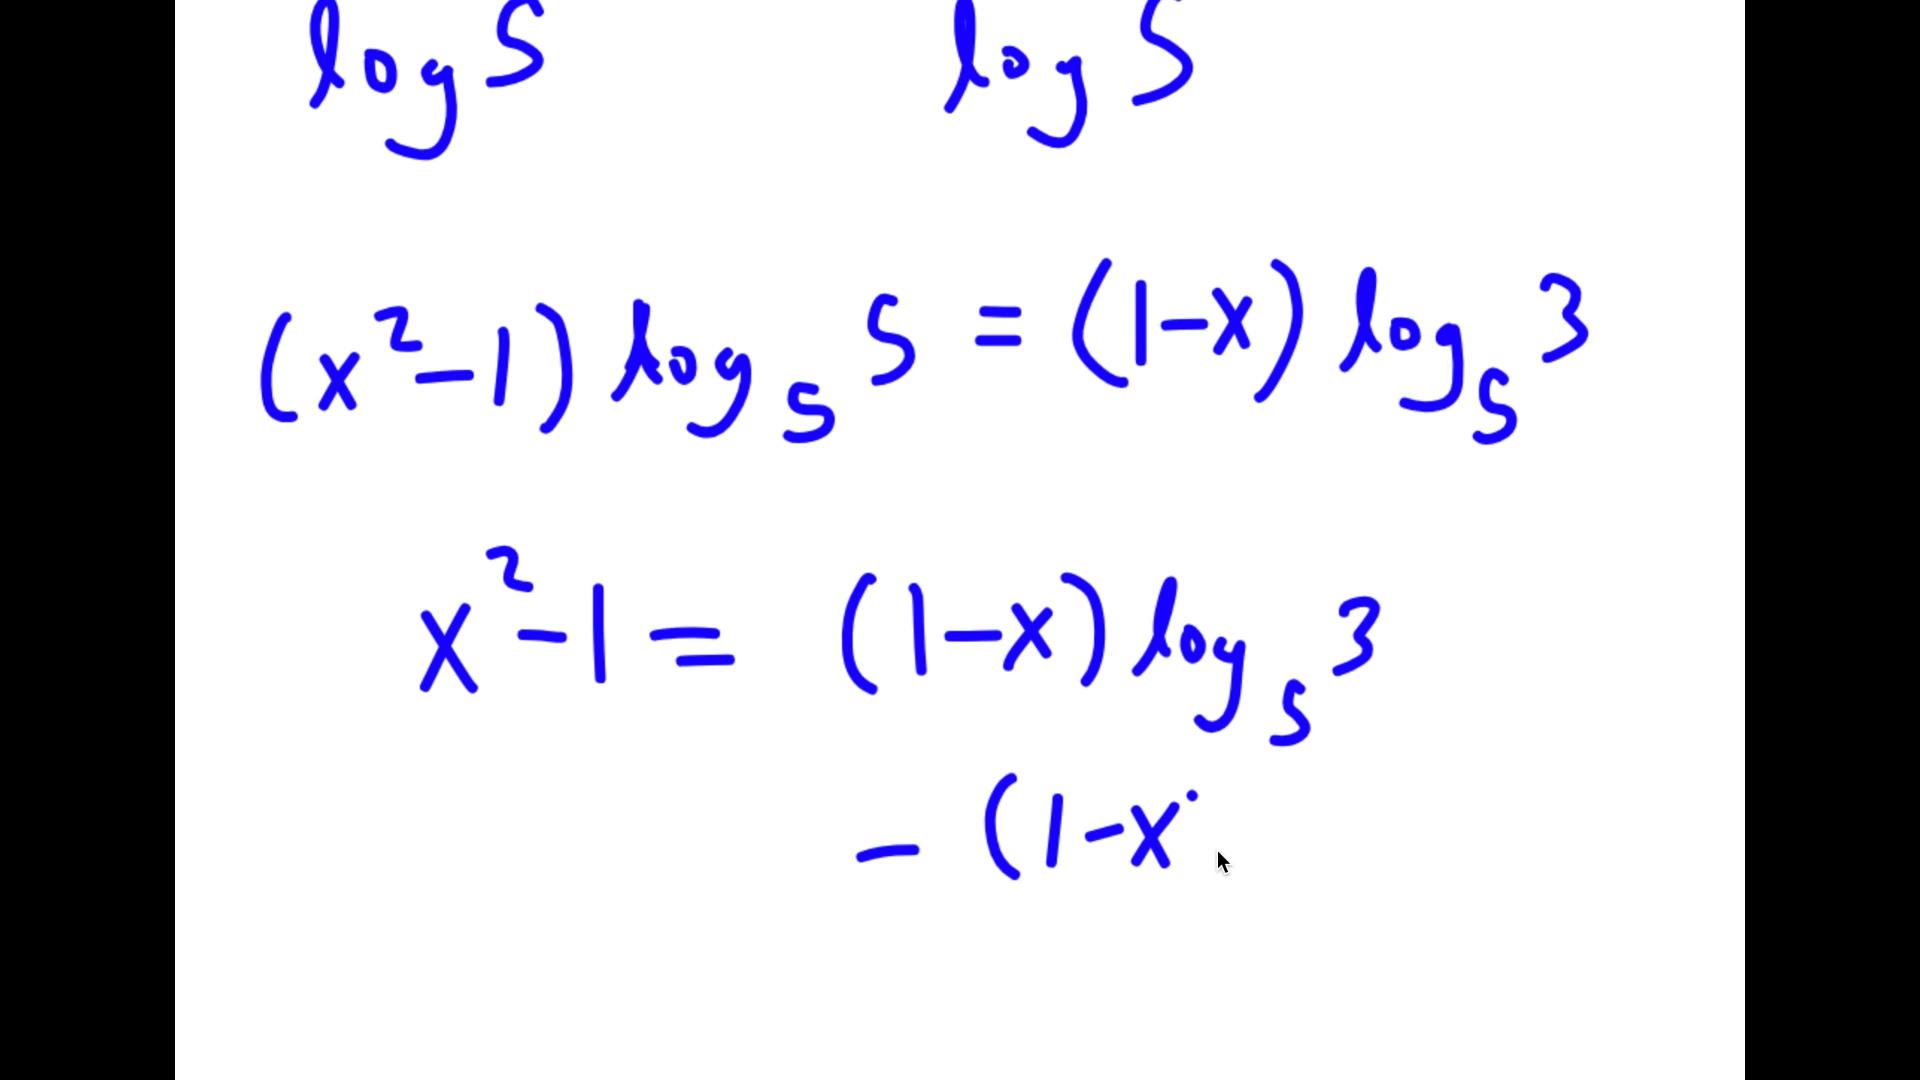 log 5 log 5
(x²-1) log₅ 5 = (1-x) log₅ 3
x²-1 = (1-x) log₅ 3
- (1-x